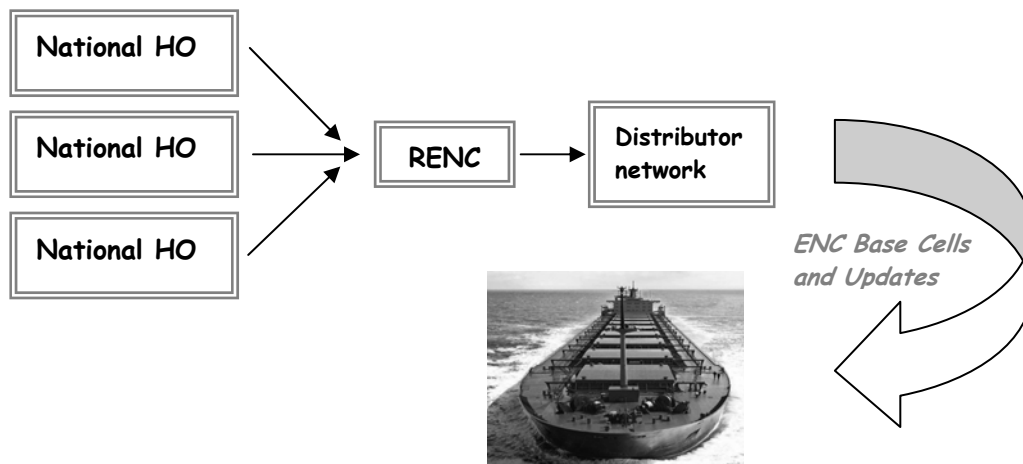 National HO
National HO
National HO
RENC
Distributor
network
ENC Base Cells
and Updates